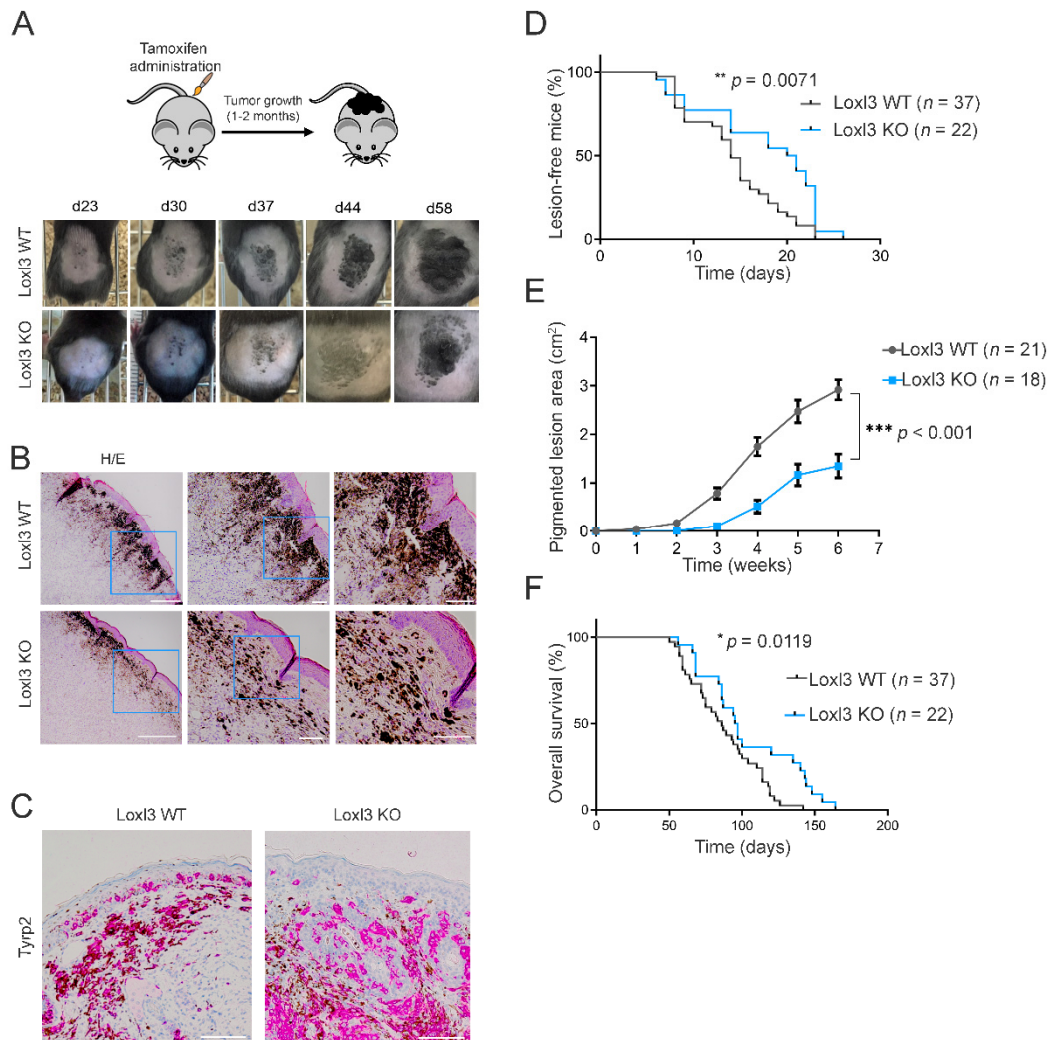 A
Tamoxifen
administration
Tumor growth
(1-2 months)
d23 d30 d37 d44 d58
Loxl3 WT
Loxl3 KO
B
H/E
Loxl3 WT
Loxl3 KO
C
Loxl3 WT Loxl3 KO
Tyrp2
D
Lesion-free mice (%)
100
50
0
0 10 20 30
Time (days)
** p = 0.0071
Loxl3 WT (n = 37)
Loxl3 KO (n = 22)
E
Pigmented lesion area (cm²)
4
3
2
1
0
0 1 2 3 4 5 6 7
Time (weeks)
Loxl3 WT (n = 21)
Loxl3 KO (n = 18)
*** p < 0.001
F
Overall survival (%)
100
50
0
0 50 100 150 200
Time (days)
* p = 0.0119
Loxl3 WT (n = 37)
Loxl3 KO (n = 22)